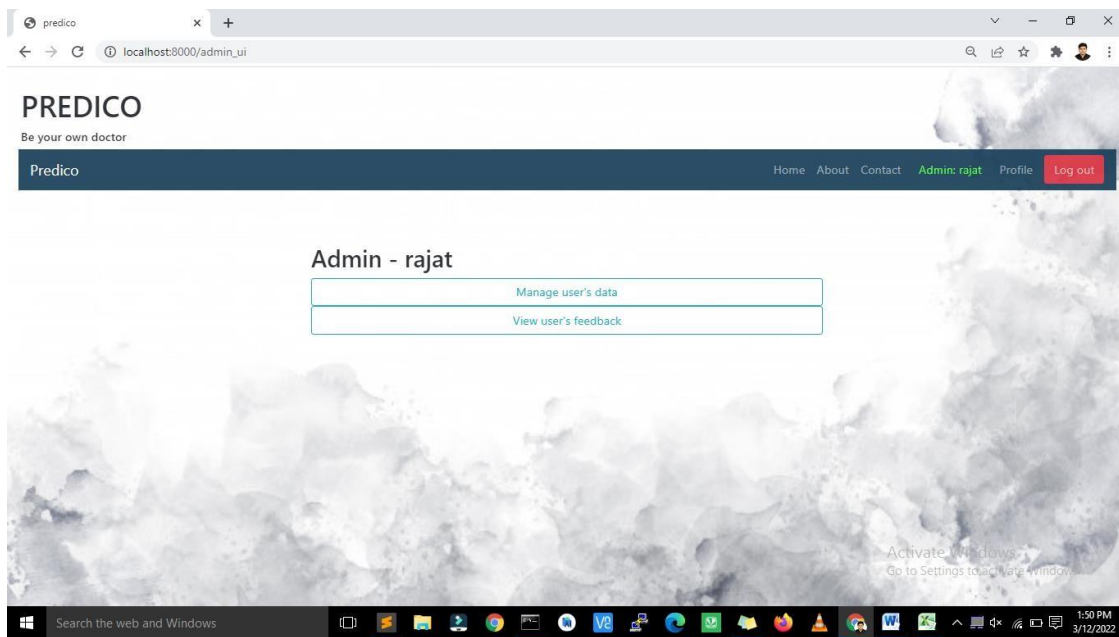 predico
localhost:8000/admin_ui
PREDICO
Be your own doctor
Predico
Home About Contact Admin: rajat Profile Log out
Admin - rajat
Manage user's data
View user's feedback
Activate Windows
Go to Settings to activate Windows.
Search the web and Windows
1:50 PM
3/12/2022